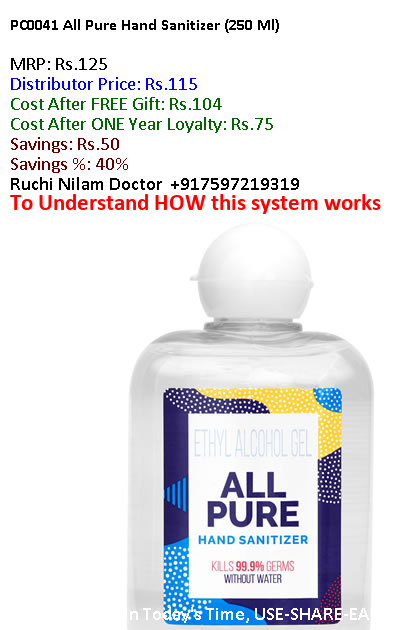 PC0041 All Pure Hand Sanitizer (250 Ml)
MRP: Rs.125
Distributor Price: Rs.115
Cost After FREE Gift: Rs.104
Cost After ONE Year Loyalty: Rs.75
Savings: Rs.50
Savings %: 40%
Ruchi Nilam Doctor +917597219319
To Understand HOW this system works
ETHYL ALCOHOL GEL
ALL
PURE
HAND SANITIZER
KILLS 99.9% GERMS
WITHOUT WATER
n Today's Time, USE-SHARE-EA